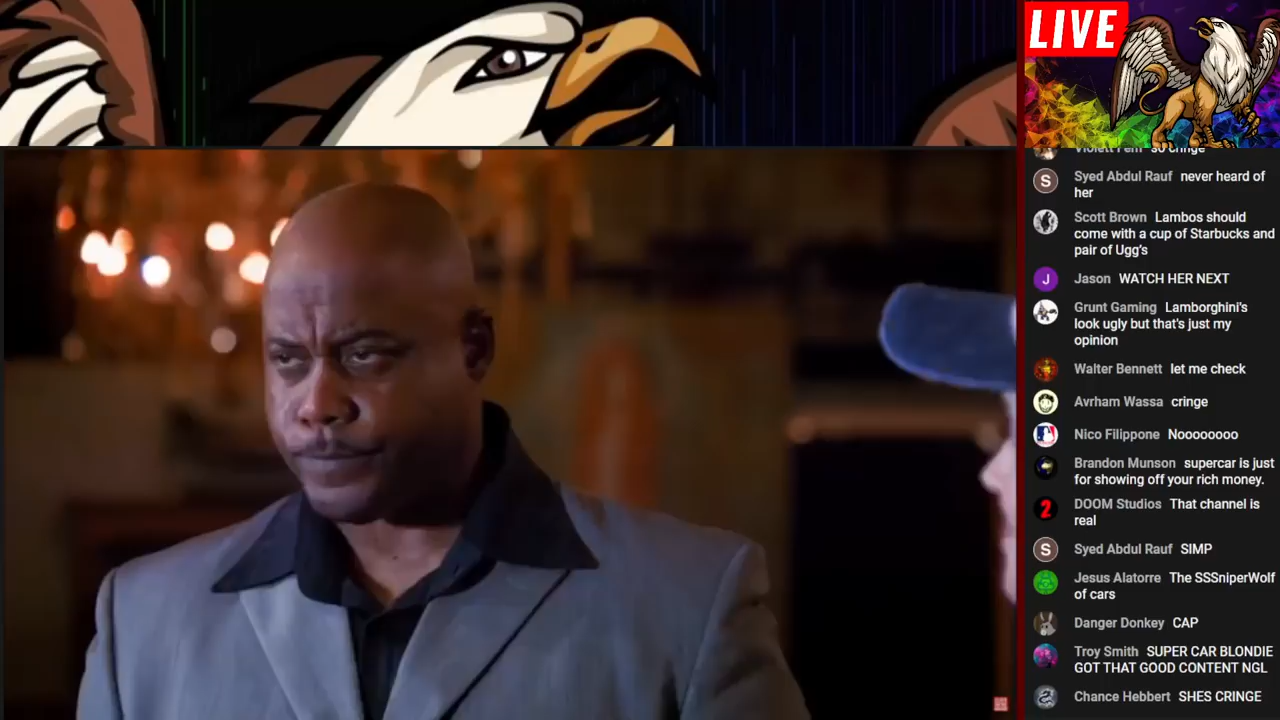 LIVE
so cringe
Syed Abdul Rauf never heard of
her
Scott Brown Lambos should
come with a cup of Starbucks and
pair of Ugg's
J
Jason WATCH HER NEXT
Grunt Gaming Lamborghini's
look ugly but that's just my
opinion
Walter Bennett let me check
Avrham Wassa cringe
Nico Filippone Noooooooo
Brandon Munson supercar is just
for showing off your rich money.
2
DOOM Studios That channel is
real
S
Syed Abdul Rauf SIMP
Jesus Alatorre The SSSniperWolf
of cars
Danger Donkey CAP
Troy Smith SUPER CAR BLONDIE
GOT THAT GOOD CONTENT NGL
Chance Hebbert SHES CRINGE